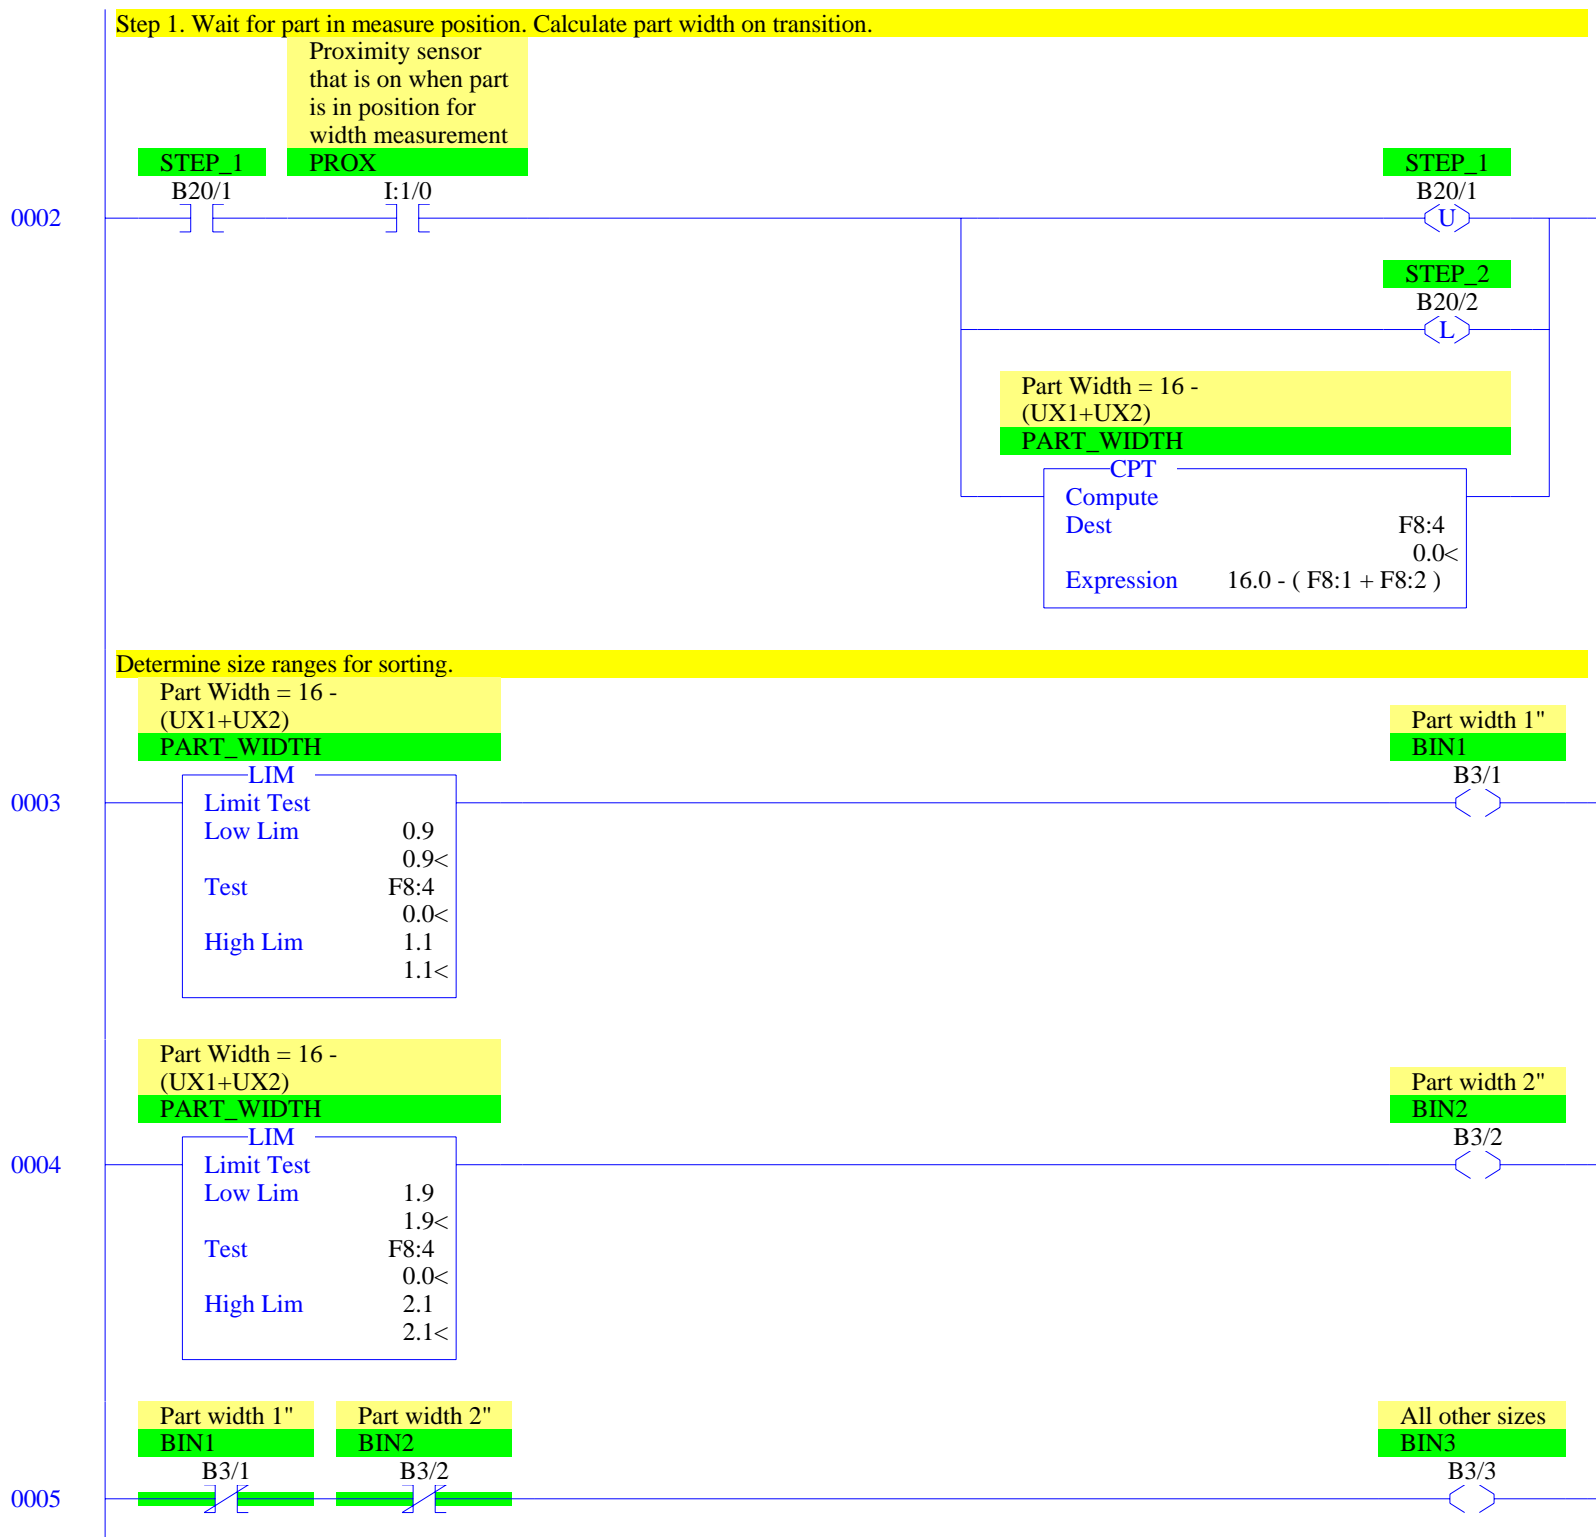 Step 1. Wait for part in measure position. Calculate part width on transition.
Proximity sensor
that is on when part
is in position for
width measurement
STEP_1 PROX STEP_1
B20/1 I:1/0 B20/1
0002 U
STEP_2
B20/2
L
Part Width = 16 -
(UX1+UX2)
PART_WIDTH
CPT
Compute
Dest F8:4
0.0<
Expression 16.0 - ( F8:1 + F8:2 )
Determine size ranges for sorting.
Part Width = 16 -
(UX1+UX2) Part width 1"
PART_WIDTH BIN1
LIM B3/1
0003 Limit Test
Low Lim 0.9
0.9<
Test F8:4
0.0<
High Lim 1.1
1.1<
Part Width = 16 -
(UX1+UX2) Part width 2"
PART_WIDTH BIN2
LIM B3/2
0004 Limit Test
Low Lim 1.9
1.9<
Test F8:4
0.0<
High Lim 2.1
2.1<
Part width 1" Part width 2" All other sizes
BIN1 BIN2 BIN3
B3/1 B3/2 B3/3
0005